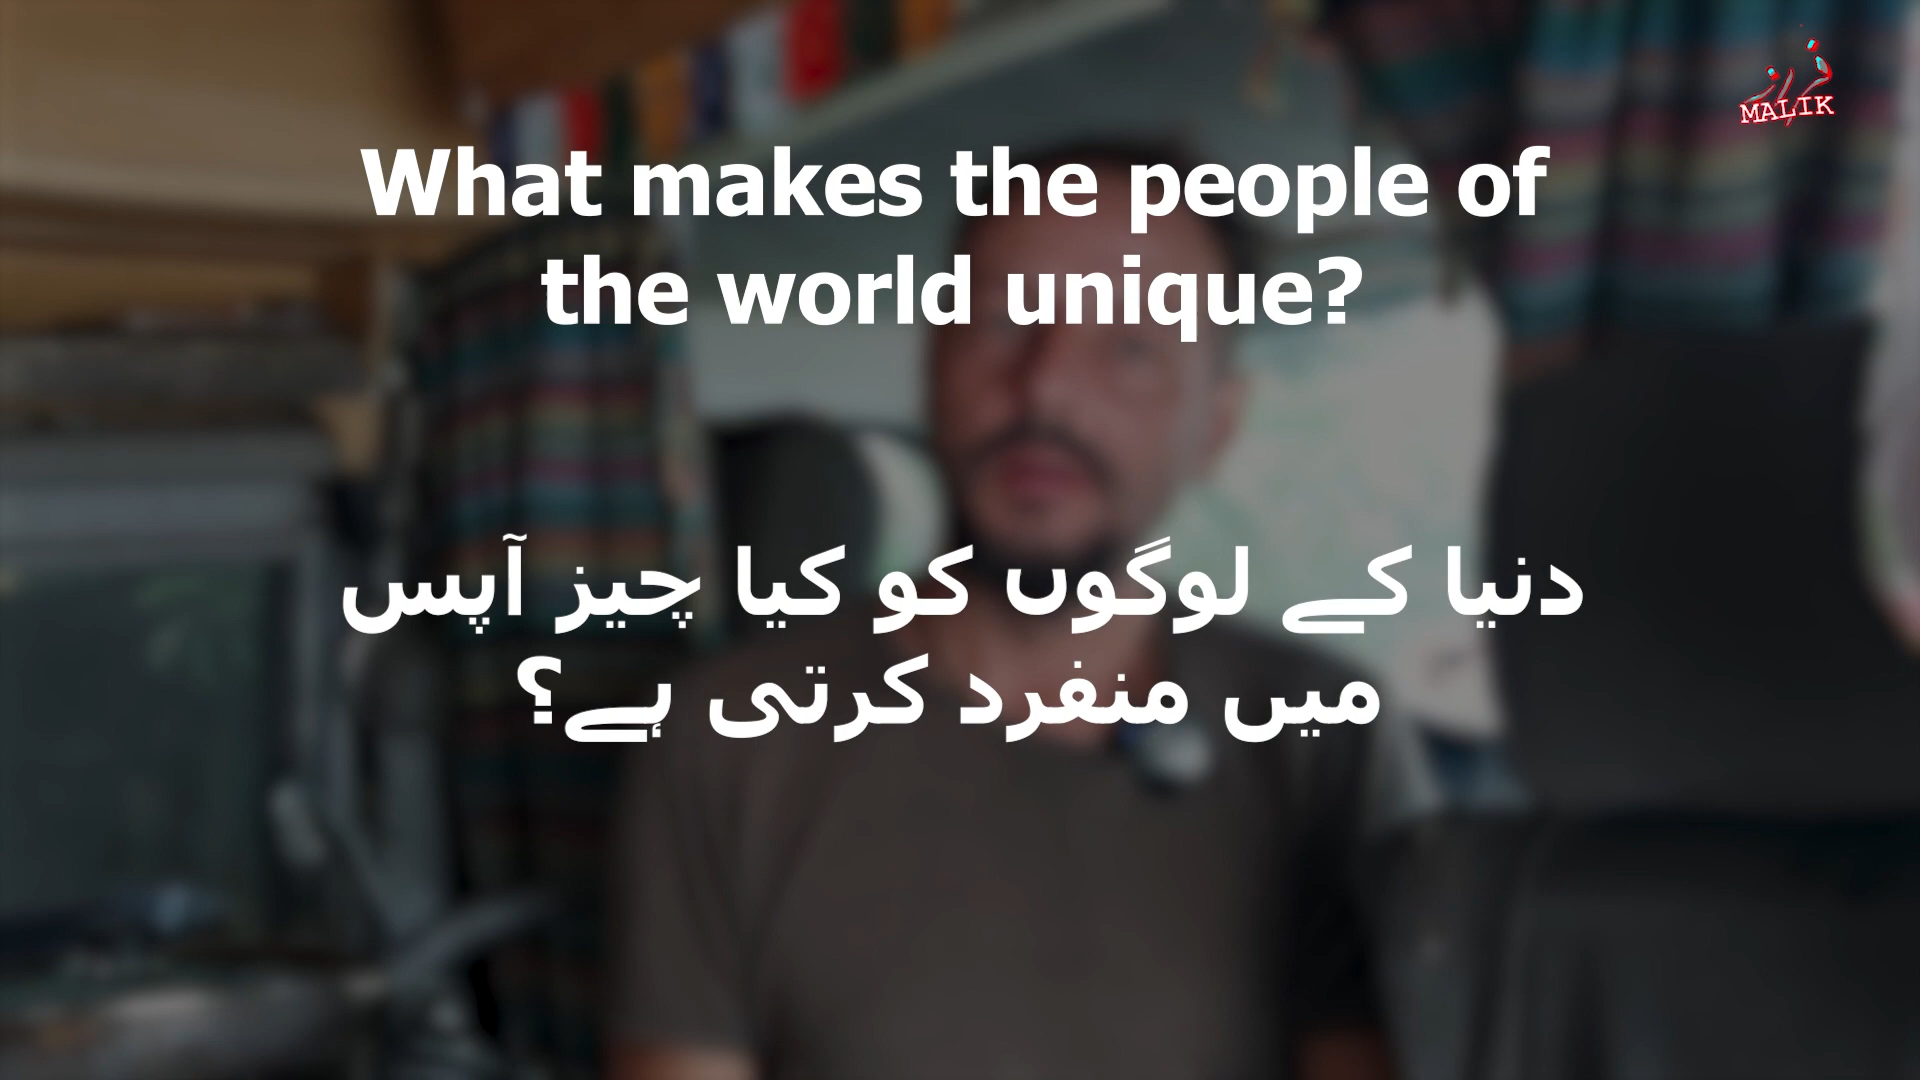 فرز
MALIK
What makes the people of
the world unique?
دنیا کے لوگوں کو کیا چیز آپس
میں منفرد کرتی ہے؟